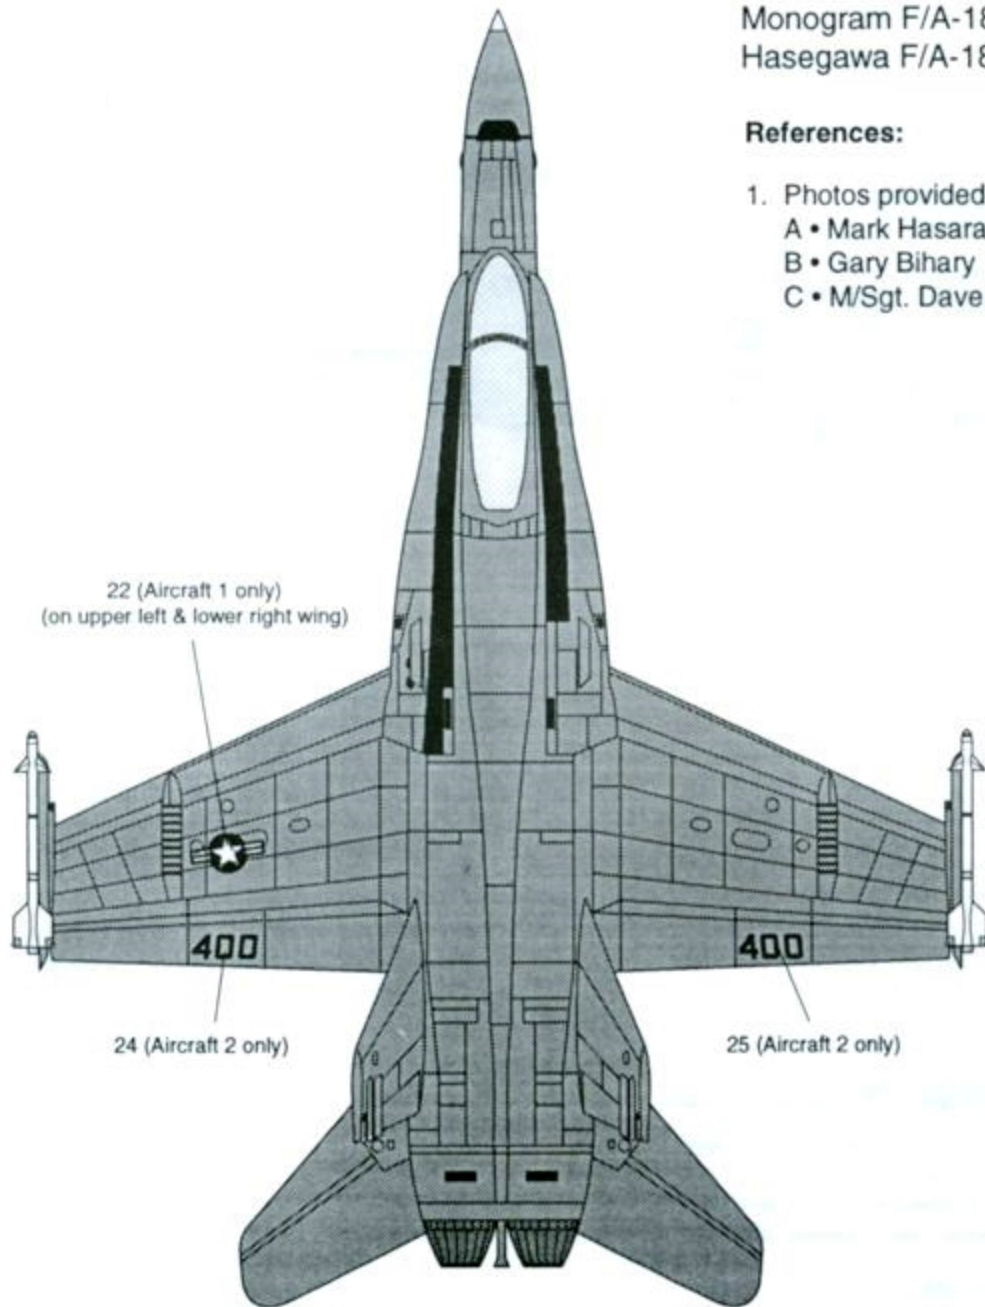 Monogram F/A-18
Hasegawa F/A-18
References:
1. Photos provided
A • Mark Hasara
B • Gary Bihary
C • M/Sgt. Dave
22 (Aircraft 1 only)
(on upper left & lower right wing)
400
400
24 (Aircraft 2 only)
25 (Aircraft 2 only)